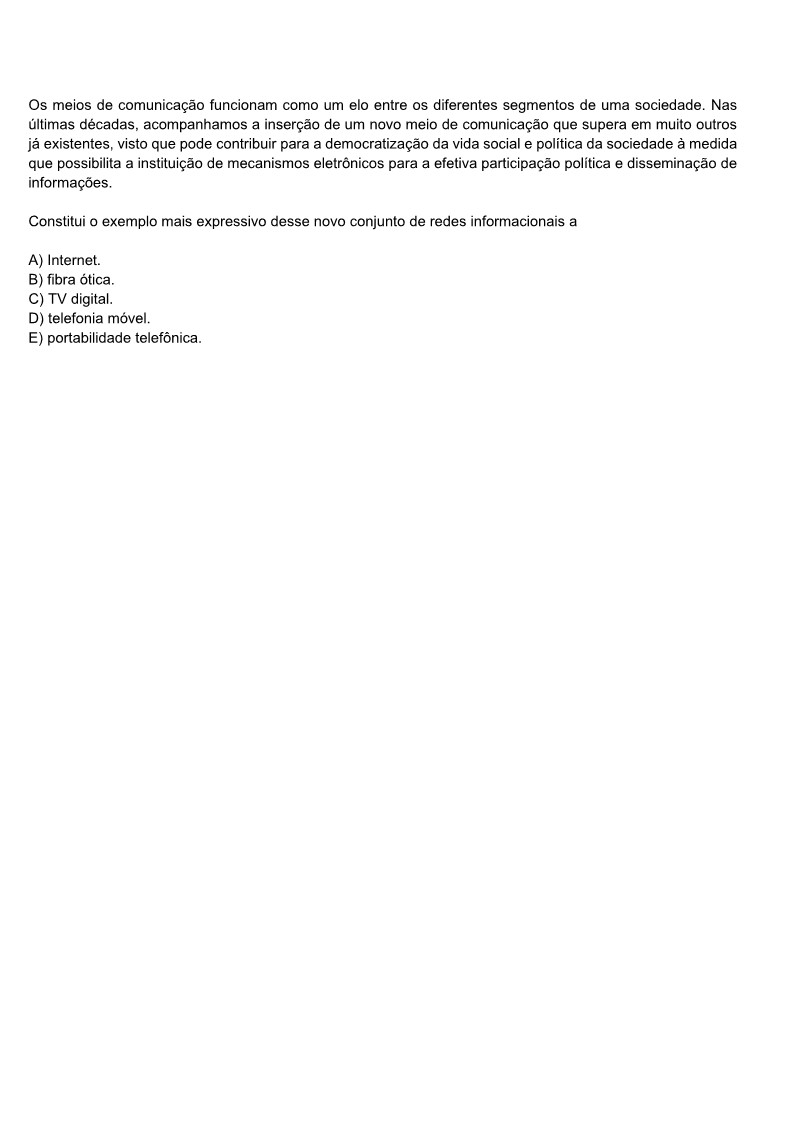 Os meios de comunicação funcionam como um elo entre os diferentes segmentos de uma sociedade. Nas
últimas décadas, acompanhamos a inserção de um novo meio de comunicação que supera em muito outros
já existentes, visto que pode contribuir para a democratização da vida social e política da sociedade à medida
que possibilita a instituição de mecanismos eletrônicos para a efetiva participação política e disseminação de
informações.
Constitui o exemplo mais expressivo desse novo conjunto de redes informacionais a
A) Internet.
B) fibra ótica.
C) TV digital.
D) telefonia móvel.
E) portabilidade telefônica.